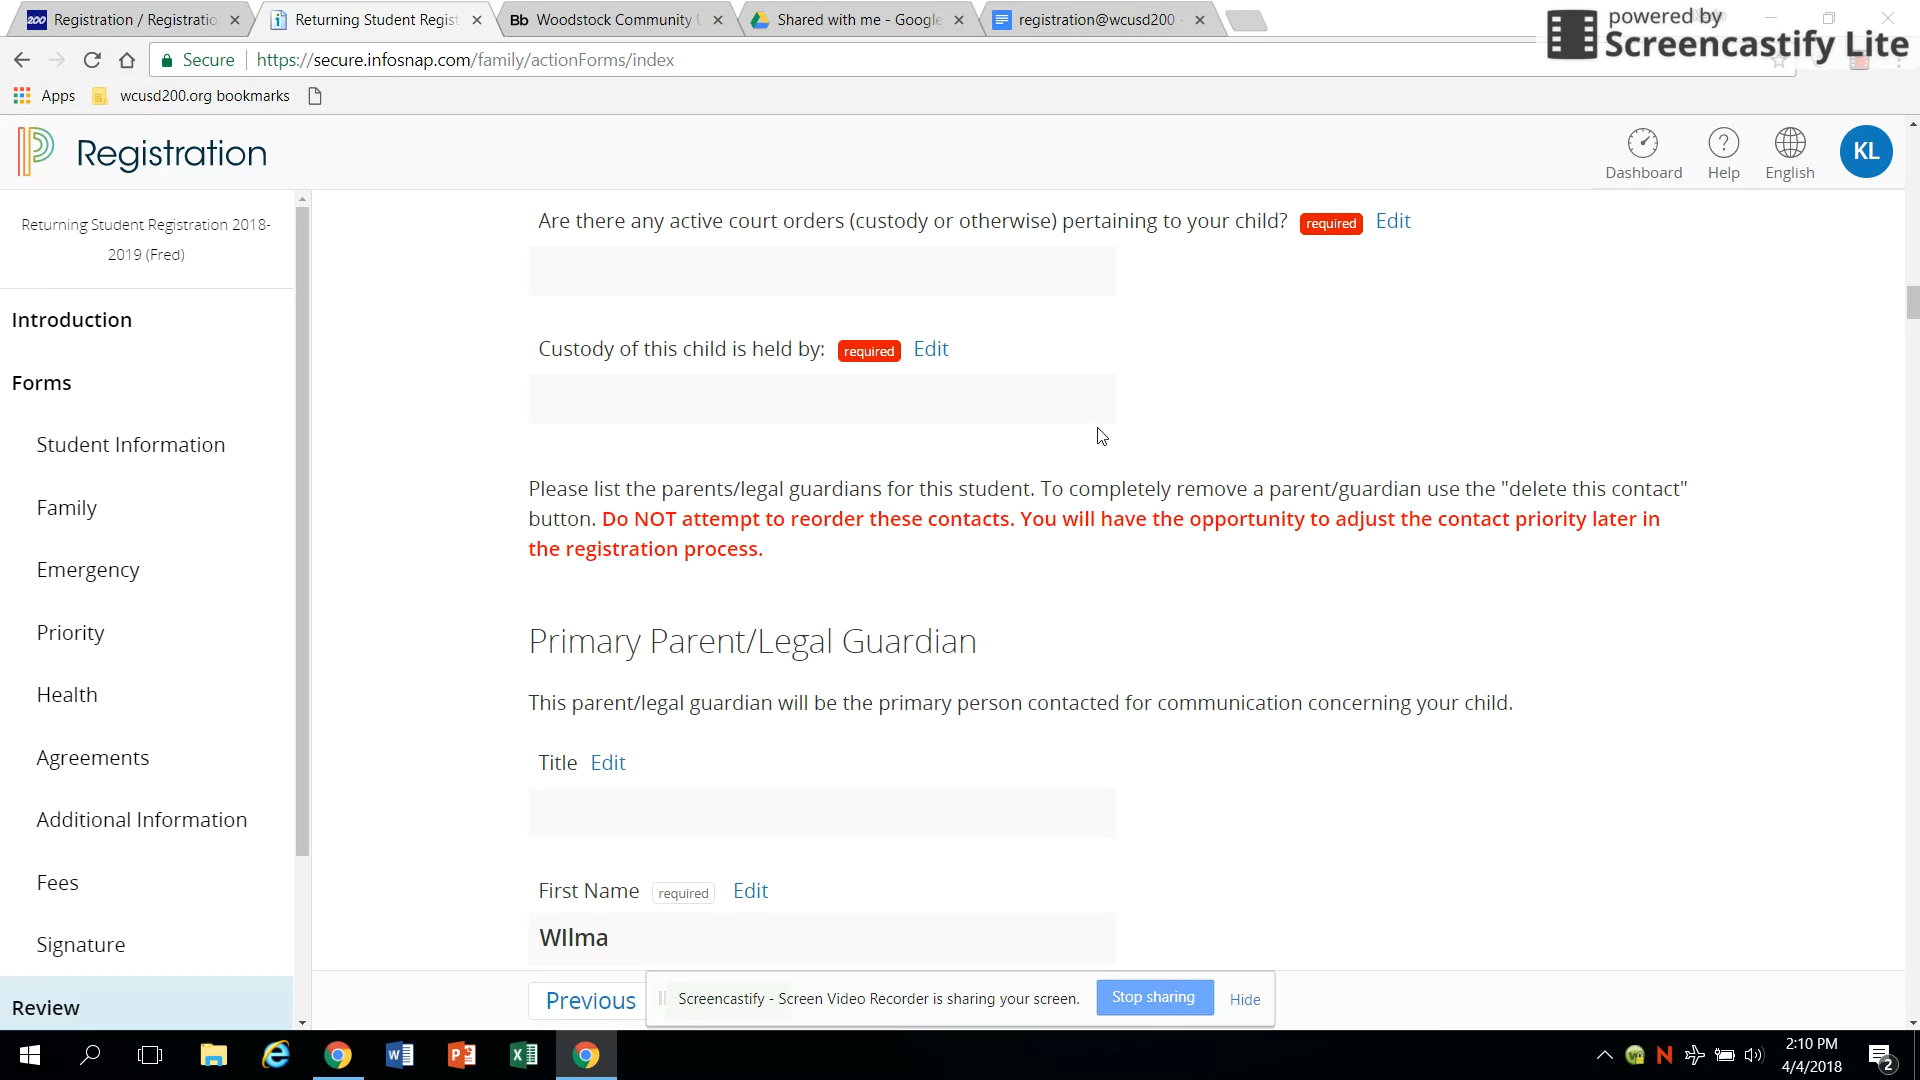 200 Registration / Registratio
Returning Student Regist
Bb Woodstock Community U
Shared with me - Google
registration@wcusd200 -
powered by
Screencastify Lite
Secure https://secure.infosnap.com/family/actionForms/index
Apps wcusd200.org bookmarks
Registration
Dashboard
Help
English
KL
Returning Student Registration 2018-
2019 (Fred)
Introduction
Forms
Student Information
Family
Emergency
Priority
Health
Agreements
Additional Information
Fees
Signature
Review
Are there any active court orders (custody or otherwise) pertaining to your child? required Edit
Custody of this child is held by: required Edit
Please list the parents/legal guardians for this student. To completely remove a parent/guardian use the "delete this contact"
button. Do NOT attempt to reorder these contacts. You will have the opportunity to adjust the contact priority later in
the registration process.
Primary Parent/Legal Guardian
This parent/legal guardian will be the primary person contacted for communication concerning your child.
Title Edit
First Name required Edit
WIlma
Previous
Screencastify - Screen Video Recorder is sharing your screen. Stop sharing Hide
2:10 PM
4/4/2018
2